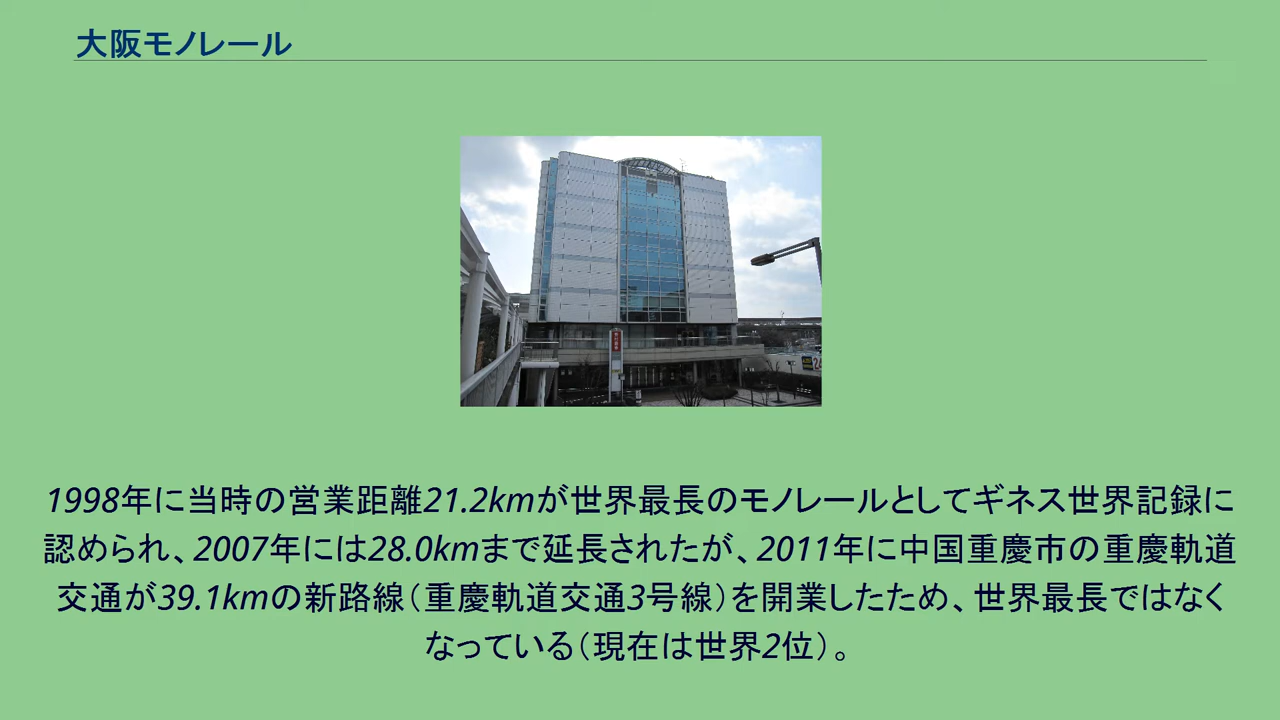 大阪モノレール
1998年に当時の営業距離21.2kmが世界最長のモノレールとしてギネス世界記録に
認められ、2007年には28.0kmまで延長されたが、2011年に中国重慶市の重慶軌道
交通が39.1kmの新路線（重慶軌道交通3号線）を開業したため、世界最長ではなく
なっている（現在は世界2位）。